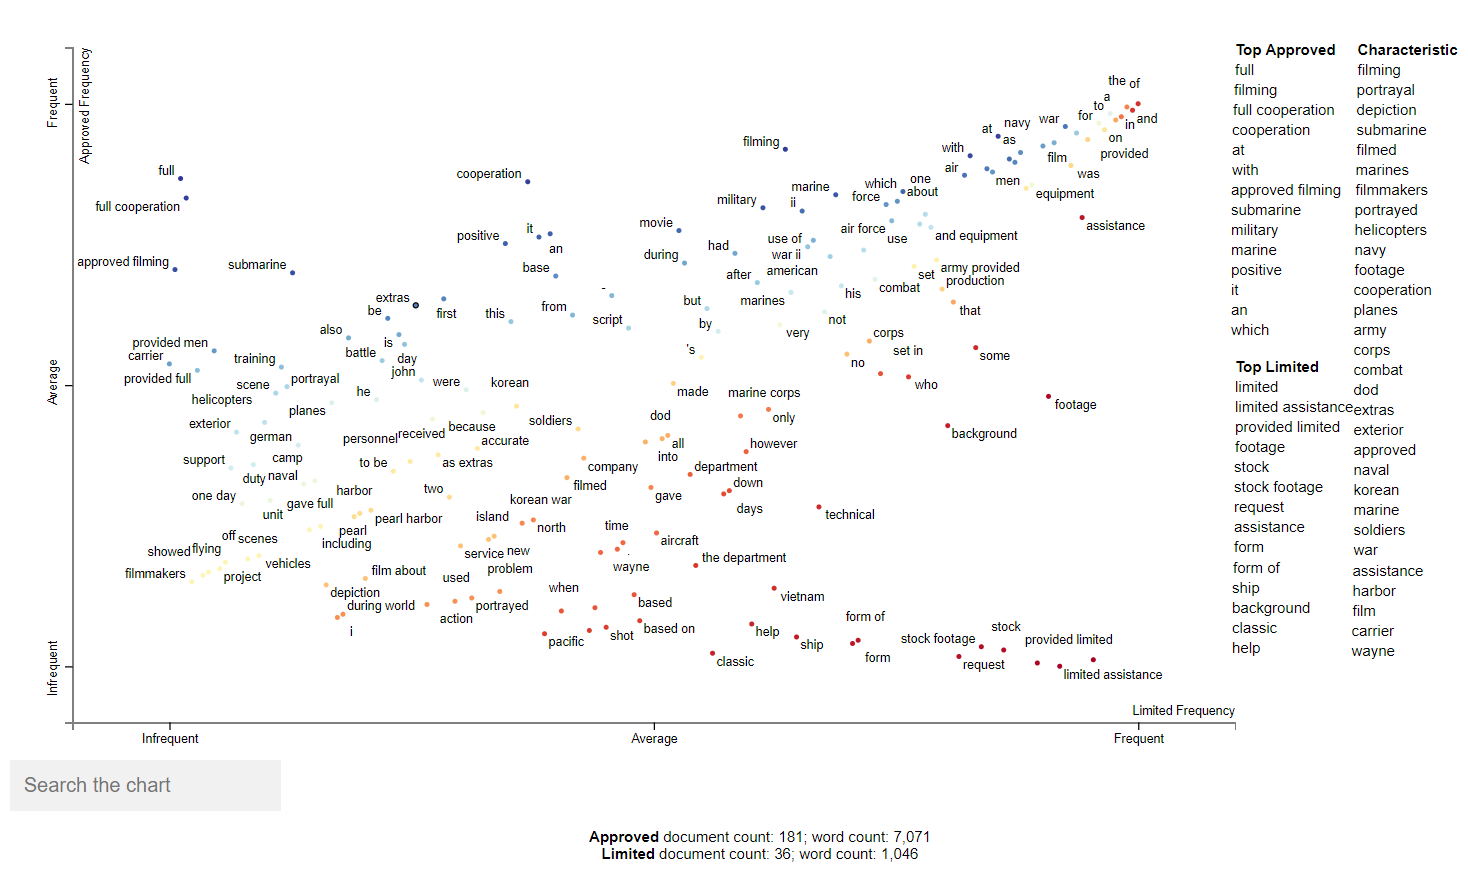 Top Approved Characteristic
the of
full filming
a
filming portrayal
to
full cooperation depiction
for
in and
navy war
at
cooperation submarine
as
on
filming
with
at filmed
film provided
air
with marines
full
was
cooperation
which one
men
marine
approved filming filmmakers
force about
equipment
military
ii
full cooperation
submarine portrayed
movie
assistance
it
positive
air force
military helicopters
use of
use
and equipment
an
had
marine navy
during
war ii
approved filming
submarine
base
american
army provided
positive footage
after
set
production
combat
it cooperation
his
extras
but
marines
be
from
-
that
an planes
first
this
script
by
not
also
very
which army
corps
provided men
is
's
set in
corps
carrier
battle
day
some
training
no
Top Limited combat
provided full
portrayal
john
were
korean
who
limited dod
scene
helicopters
he
made
marine corps
footage
limited assistance extras
planes
dod
only
exterior
soldiers
because
provided limited exterior
background
german
personnel
received
accurate
all
however
footage approved
support
camp
to be
as extras
into
company
department
stock naval
duty
naval
down
filmed
stock footage korean
one day
harbor
two
gave
korean war
days
request marine
unit
gave full
pearl harbor
island
technical
north
time
assistance soldiers
off
scenes
pearl
including
aircraft
form war
showed
flying
service
new
.
the department
vehicles
wayne
form of assistance
filmmakers
project
film about
used
problem
ship harbor
depiction
when
vietnam
background film
during world
portrayed
based
form of
i
action
classic carrier
pacific
shot
based on
help
stock
help wayne
ship
stock footage
provided limited
classic
form
request
limited assistance
Approved Frequency
Frequent
Average
Infrequent
Limited Frequency
Infrequent Average Frequent
Search the chart
Approved document count: 181; word count: 7,071
Limited document count: 36; word count: 1,046